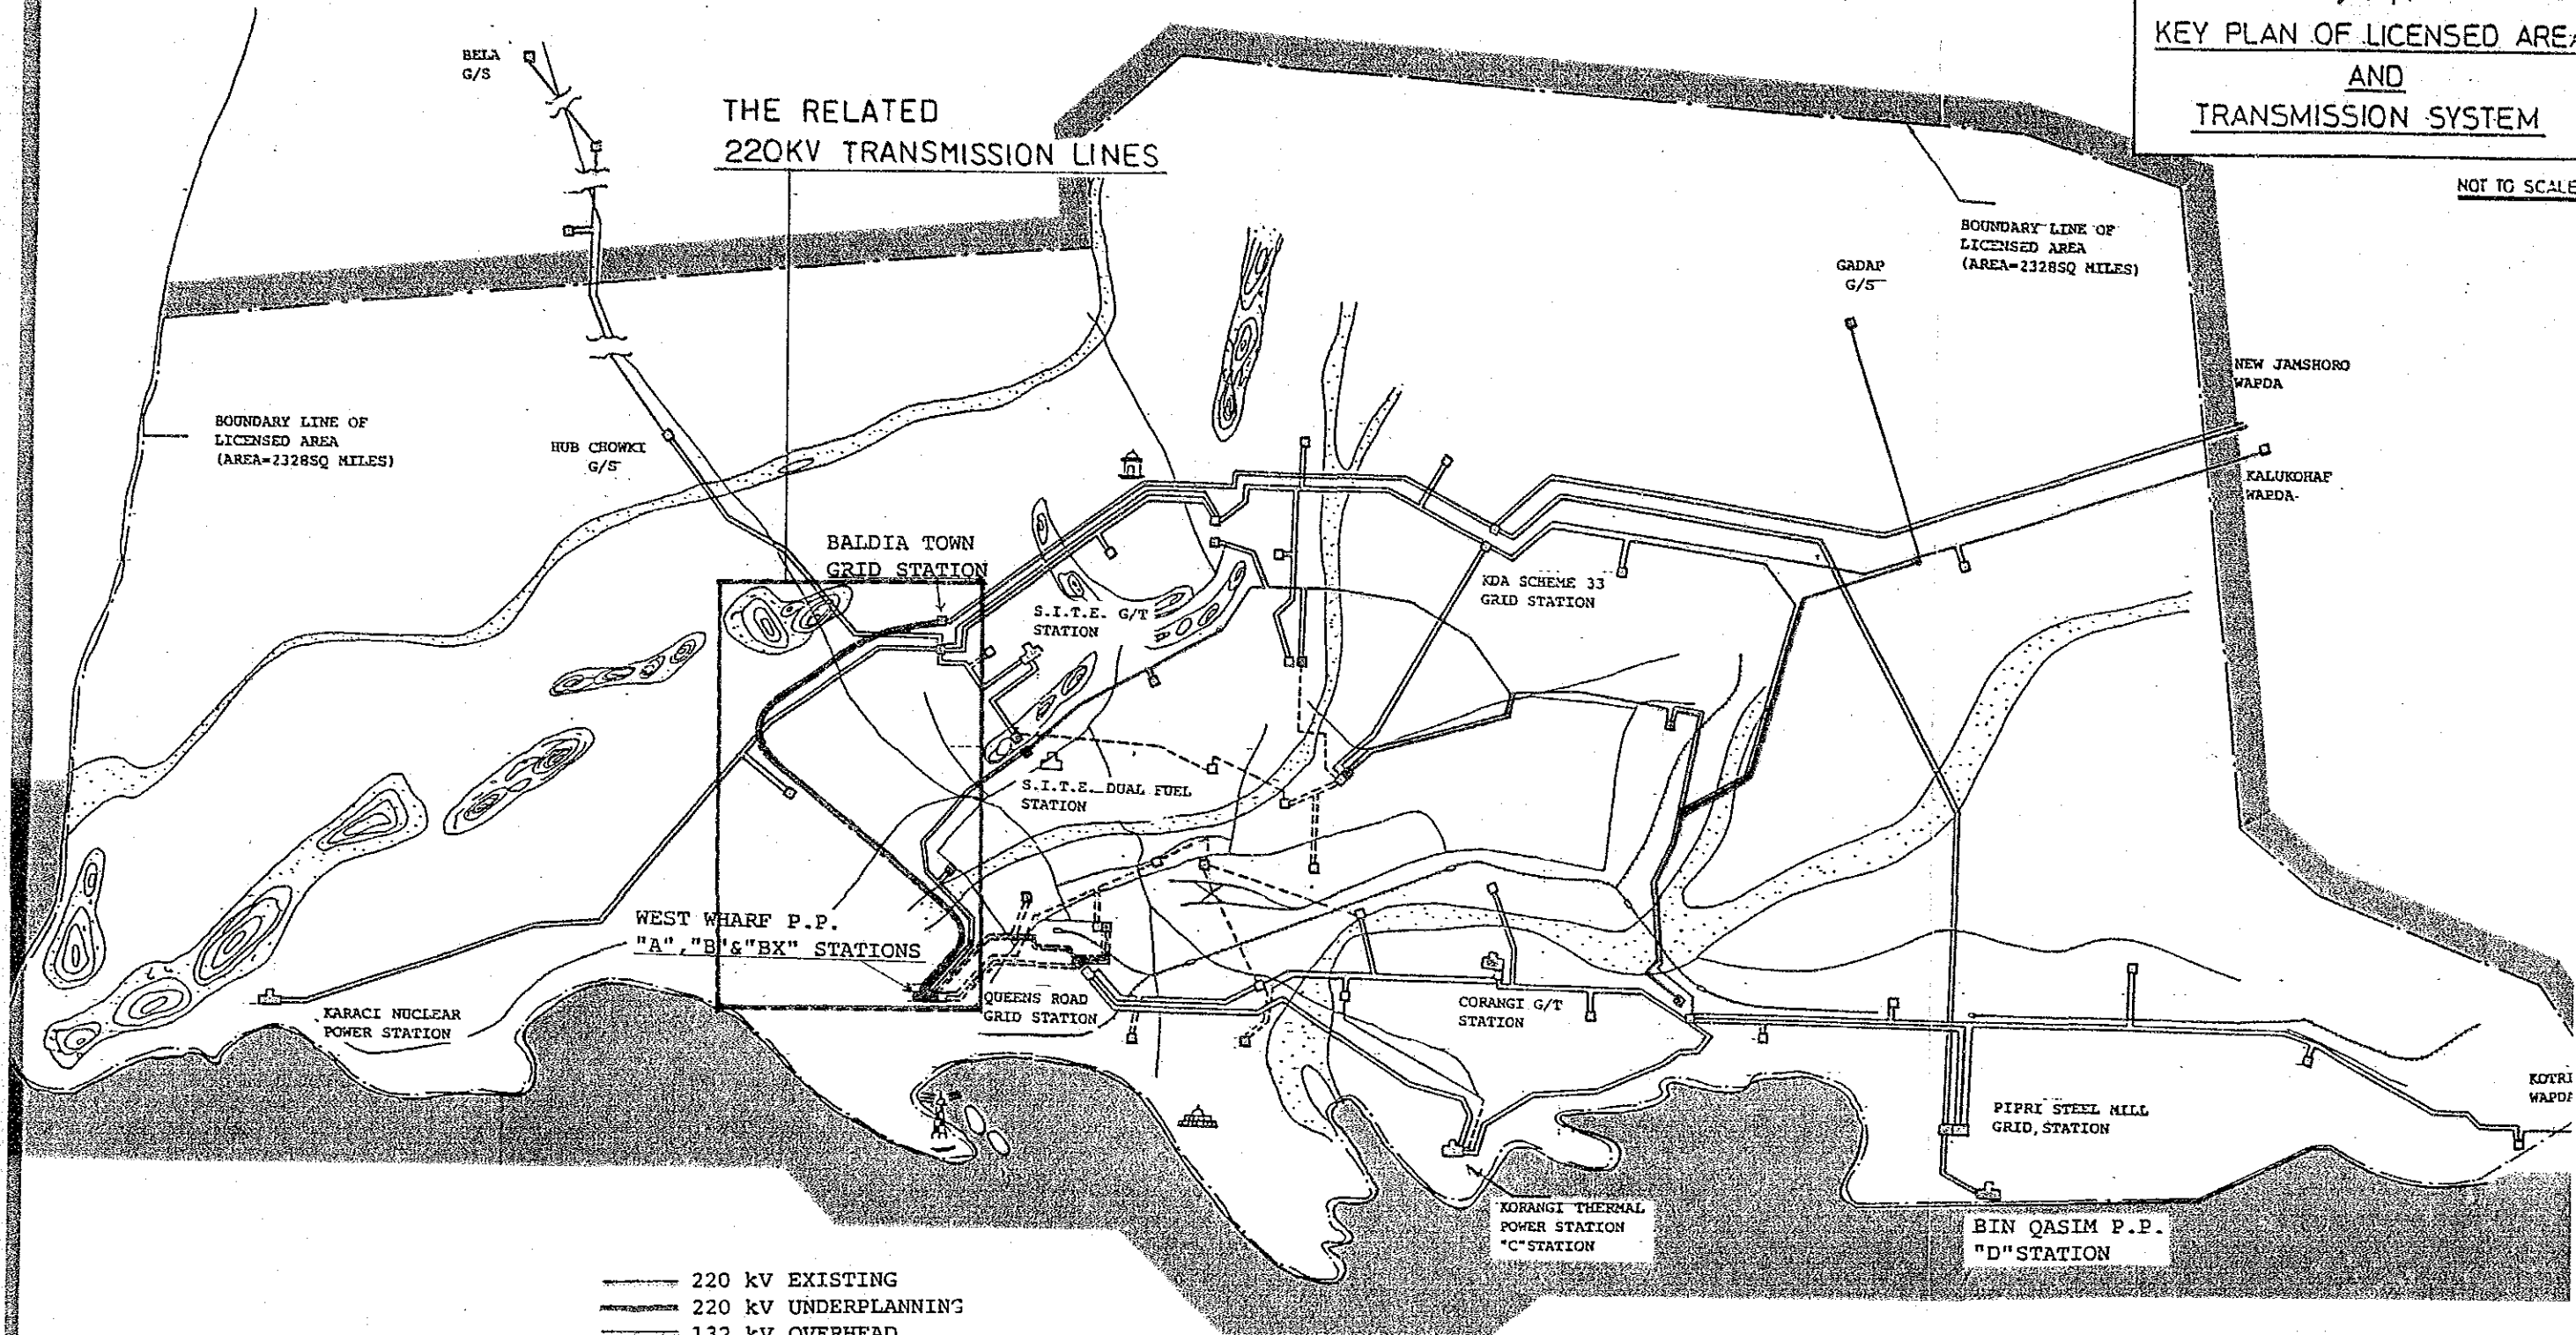 KEY PLAN OF LICENSED AREA
AND
TRANSMISSION SYSTEM
NOT TO SCALE
BELA
G/S
THE RELATED
220KV TRANSMISSION LINES
BOUNDARY LINE OF
LICENSED AREA
(AREA=2328SQ MILES)
GADAP
G/S
NEW JAMSHORO
WAPDA
BOUNDARY LINE OF
LICENSED AREA
(AREA=2328SQ MILES)
HUB CHOWKI
G/S
KALUKOHAF
WAPDA
BALDIA TOWN
GRID STATION
S.I.T.E. G/T
STATION
KDA SCHEME 33
GRID STATION
S.I.T.E. DUAL FUEL
STATION
WEST WHARF P.P.
"A","B"&"BX" STATIONS
QUEENS ROAD
GRID STATION
CORANGI G/T
STATION
KARACI NUCLEAR
POWER STATION
PIPRI STEEL MILL
GRID, STATION
KOTRI
WAPDA
KORANGI THERMAL
POWER STATION
"C"STATION
BIN QASIM P.P.
"D"STATION
220 kV EXISTING
220 kV UNDERPLANNING
132 kV OVERHEAD